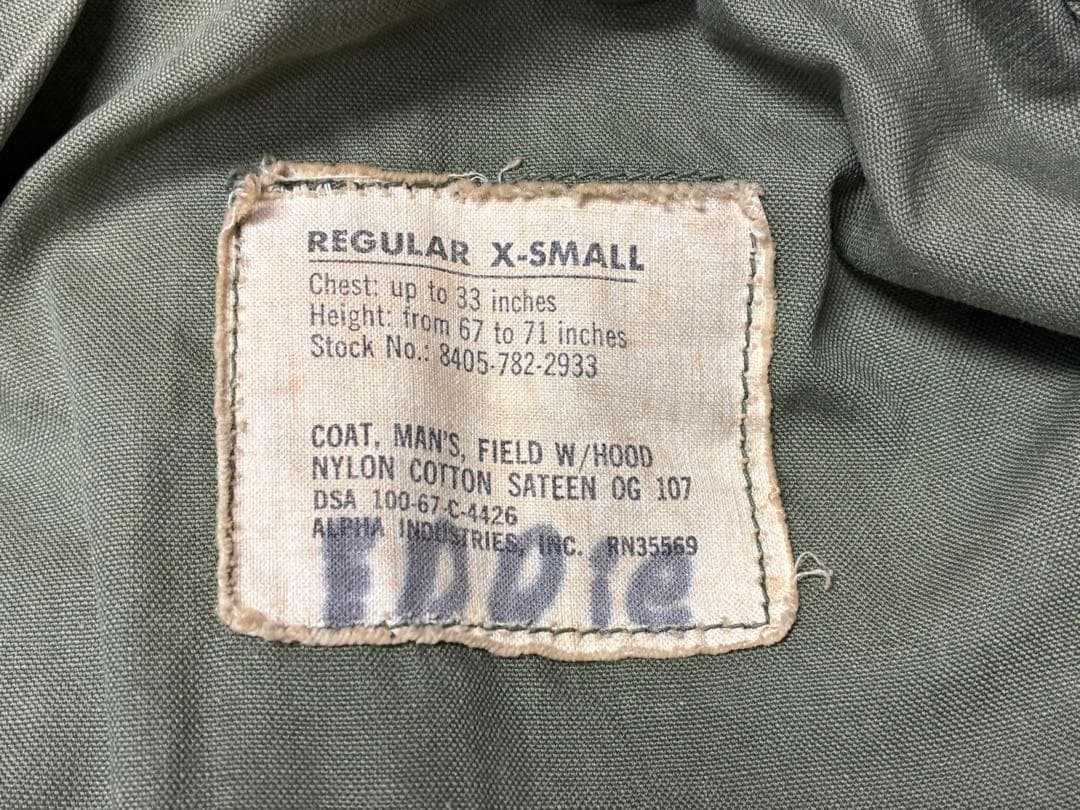 REGULAR X-SMALL
Chest: up to 33 inches
Height: from 67 to 71 inches
Stock No.: 8405-782-2933
COAT, MAN'S, FIELD W/HOOD
NYLON COTTON SATEEN OG 107
DSA 100-67-C-4426
ALPHA INDUSTRIES, INC. RN35569
EDDIe